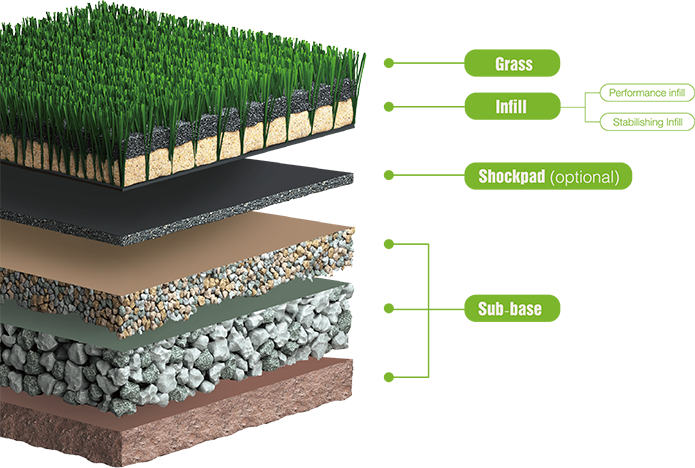 Grass
Infill
Performance infill
Stabilishing Infill
Shockpad (optional)
Sub-base